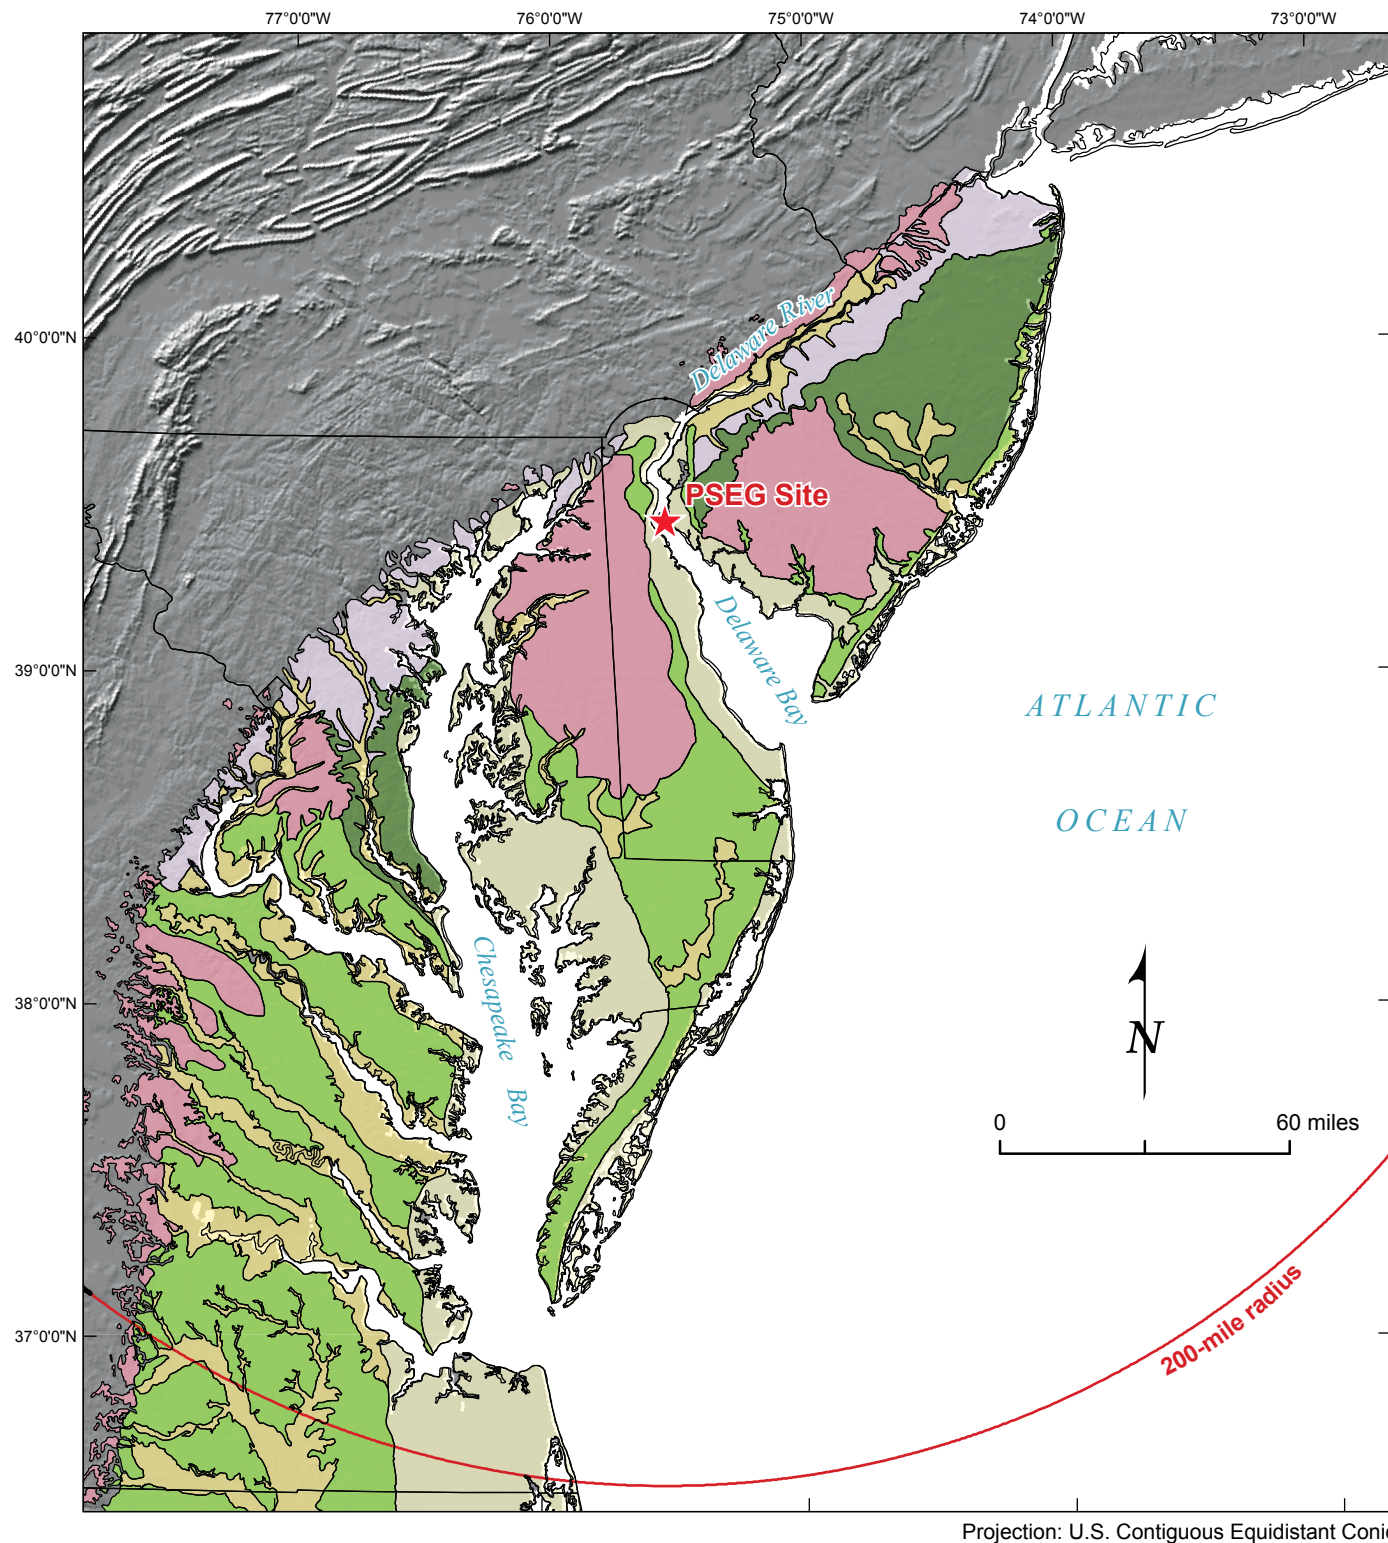 77°0'0"W 76°0'0"W 75°0'0"W 74°0'0"W 73°0'0"W
40°0'0"N
Delaware River
PSEG Site
Delaware Bay
39°0'0"N
ATLANTIC
OCEAN
Chesapeake Bay
38°0'0"N
N
0 60 miles
200-mile radius
37°0'0"N
Projection: U.S. Contiguous Equidistant Coni